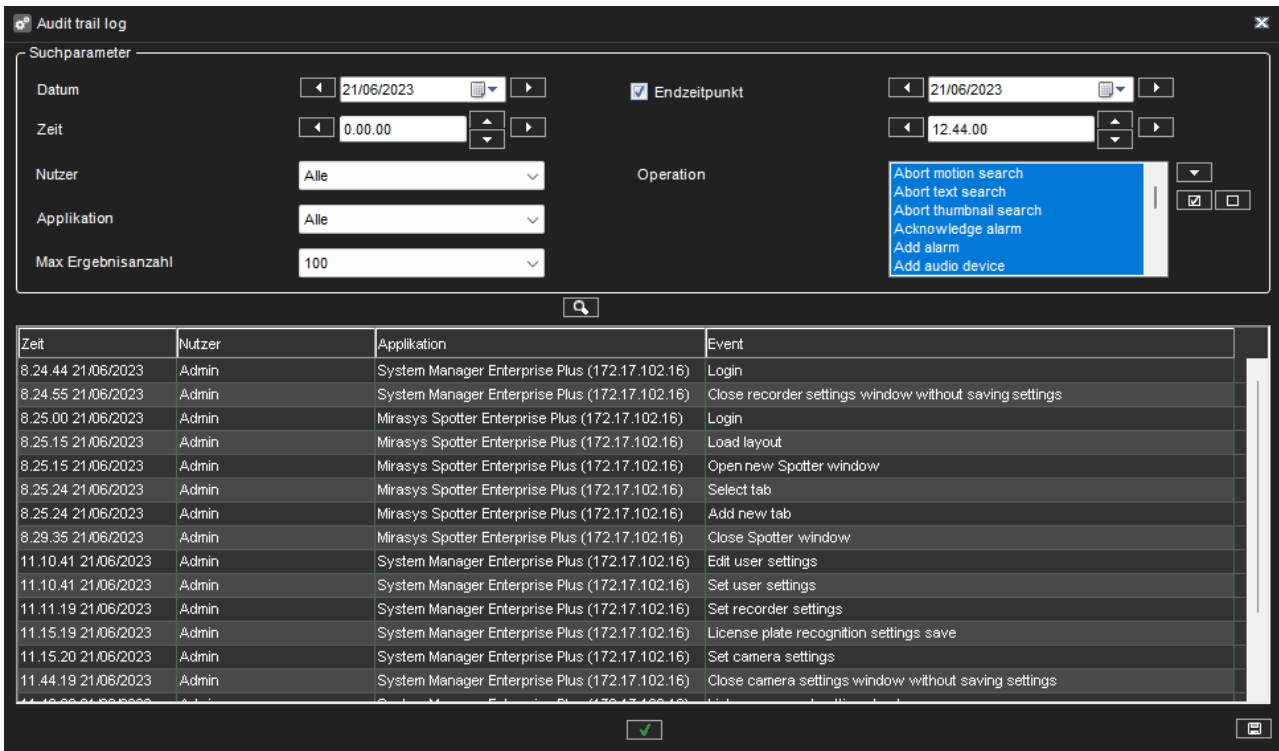 Audit trail log
Suchparameter
Datum 21/06/2023 Endzeitpunkt 21/06/2023
Zeit 0.00.00 12.44.00
Nutzer Alle Operation
Abort motion search
Abort text search
Abort thumbnail search
Acknowledge alarm
Add alarm
Add audio device
Applikation Alle
Max Ergebnisanzahl 100
Zeit Nutzer Applikation Event
8.24.44 21/06/2023 Admin System Manager Enterprise Plus (172.17.102.16) Login
8.24.55 21/06/2023 Admin System Manager Enterprise Plus (172.17.102.16) Close recorder settings window without saving settings
8.25.00 21/06/2023 Admin Mirasys Spotter Enterprise Plus (172.17.102.16) Login
8.25.15 21/06/2023 Admin Mirasys Spotter Enterprise Plus (172.17.102.16) Load layout
8.25.15 21/06/2023 Admin Mirasys Spotter Enterprise Plus (172.17.102.16) Open new Spotter window
8.25.24 21/06/2023 Admin Mirasys Spotter Enterprise Plus (172.17.102.16) Select tab
8.25.24 21/06/2023 Admin Mirasys Spotter Enterprise Plus (172.17.102.16) Add new tab
8.29.35 21/06/2023 Admin Mirasys Spotter Enterprise Plus (172.17.102.16) Close Spotter window
11.10.41 21/06/2023 Admin System Manager Enterprise Plus (172.17.102.16) Edit user settings
11.10.41 21/06/2023 Admin System Manager Enterprise Plus (172.17.102.16) Set user settings
11.11.19 21/06/2023 Admin System Manager Enterprise Plus (172.17.102.16) Set recorder settings
11.15.19 21/06/2023 Admin System Manager Enterprise Plus (172.17.102.16) License plate recognition settings save
11.15.20 21/06/2023 Admin System Manager Enterprise Plus (172.17.102.16) Set camera settings
11.44.19 21/06/2023 Admin System Manager Enterprise Plus (172.17.102.16) Close camera settings window without saving settings